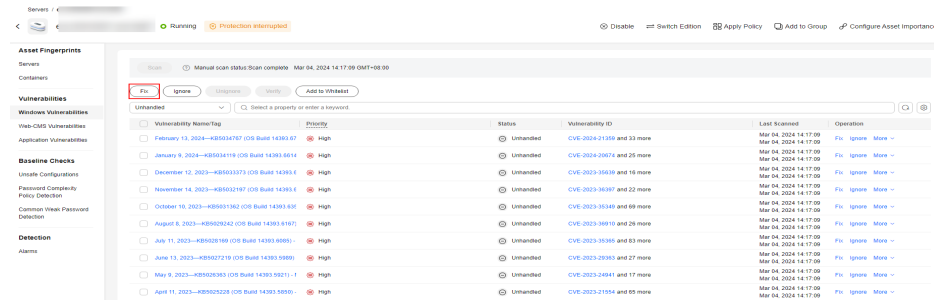 Servers /
Running Protection interrupted Disable Switch Edition Apply Policy Add to Group Configure Asset Importance
Asset Fingerprints
Servers
Containers
Vulnerabilities
Windows Vulnerabilities
Web-CMS Vulnerabilities
Application Vulnerabilities
Baseline Checks
Unsafe Configurations
Password Complexity
Policy Detection
Common Weak Password
Detection
Detection
Alarms
Scan Manual scan status:Scan complete Mar 04, 2024 14:17:09 GMT+08:00
Fix Ignore Unignore Verify Add to Whitelist
Unhandled Select a property or enter a keyword.
Vulnerability Name/Tag Priority Status Vulnerability ID Last Scanned Operation
February 13, 2024—KB5034767 (OS Build 14393.67 High Unhandled CVE-2024-21359 and 33 more Mar 04, 2024 14:17:09 Fix Ignore More
Mar 04, 2024 14:17:09
January 9, 2024—KB5034119 (OS Build 14393.6614 High Unhandled CVE-2024-20674 and 25 more Mar 04, 2024 14:17:09 Fix Ignore More
Mar 04, 2024 14:17:09
December 12, 2023—KB5033373 (OS Build 14393.6 High Unhandled CVE-2023-35639 and 16 more Mar 04, 2024 14:17:09 Fix Ignore More
Mar 04, 2024 14:17:09
November 14, 2023—KB5032197 (OS Build 14393.6 High Unhandled CVE-2023-36397 and 22 more Mar 04, 2024 14:17:09 Fix Ignore More
Mar 04, 2024 14:17:09
October 10, 2023—KB5031362 (OS Build 14393.635 High Unhandled CVE-2023-35349 and 69 more Mar 04, 2024 14:17:09 Fix Ignore More
Mar 04, 2024 14:17:09
August 8, 2023—KB5029242 (OS Build 14393.6167) High Unhandled CVE-2023-36910 and 26 more Mar 04, 2024 14:17:09 Fix Ignore More
Mar 04, 2024 14:17:09
July 11, 2023—KB5028169 (OS Build 14393.6085) - High Unhandled CVE-2023-35365 and 83 more Mar 04, 2024 14:17:09 Fix Ignore More
Mar 04, 2024 14:17:09
June 13, 2023—KB5027219 (OS Build 14393.5989) High Unhandled CVE-2023-29363 and 27 more Mar 04, 2024 14:17:09 Fix Ignore More
Mar 04, 2024 14:17:09
May 9, 2023—KB5026363 (OS Build 14393.5921) - 1 High Unhandled CVE-2023-24941 and 17 more Mar 04, 2024 14:17:09 Fix Ignore More
Mar 04, 2024 14:17:09
April 11, 2023—KB5025228 (OS Build 14393.5850) - High Unhandled CVE-2023-21554 and 65 more Mar 04, 2024 14:17:09 Fix Ignore More
Mar 04, 2024 14:17:09